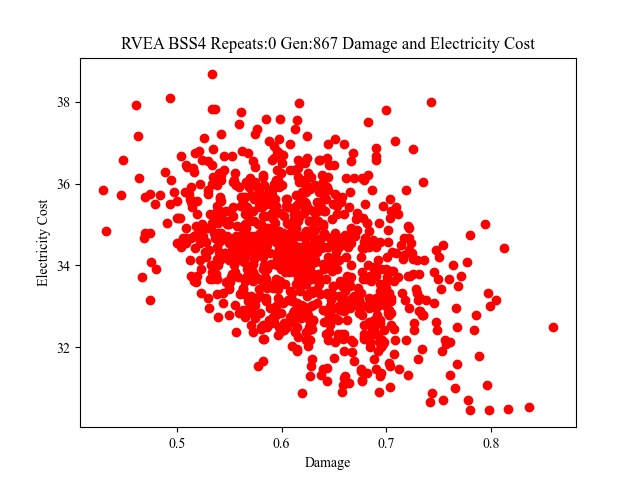 RVEA BSS4 Repeats:0 Gen:867 Damage and Electricity Cost
38
36
34
32
Electricity Cost
0.5 0.6 0.7 0.8
Damage